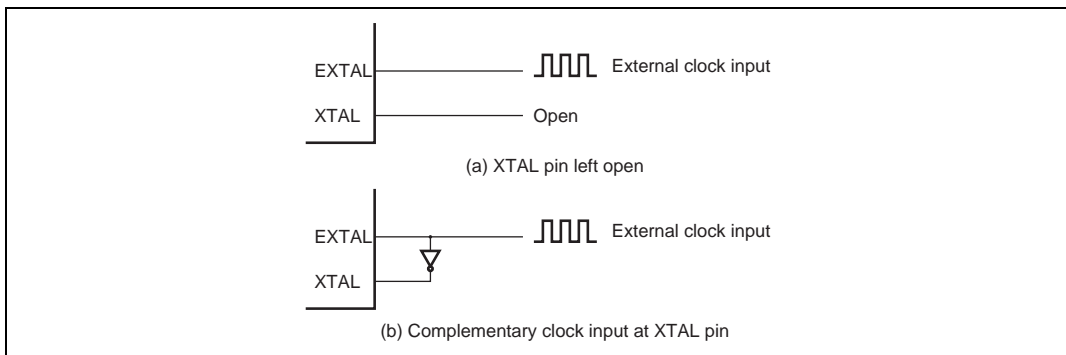 EXTAL External clock input
XTAL Open
(a) XTAL pin left open
EXTAL External clock input
XTAL
(b) Complementary clock input at XTAL pin